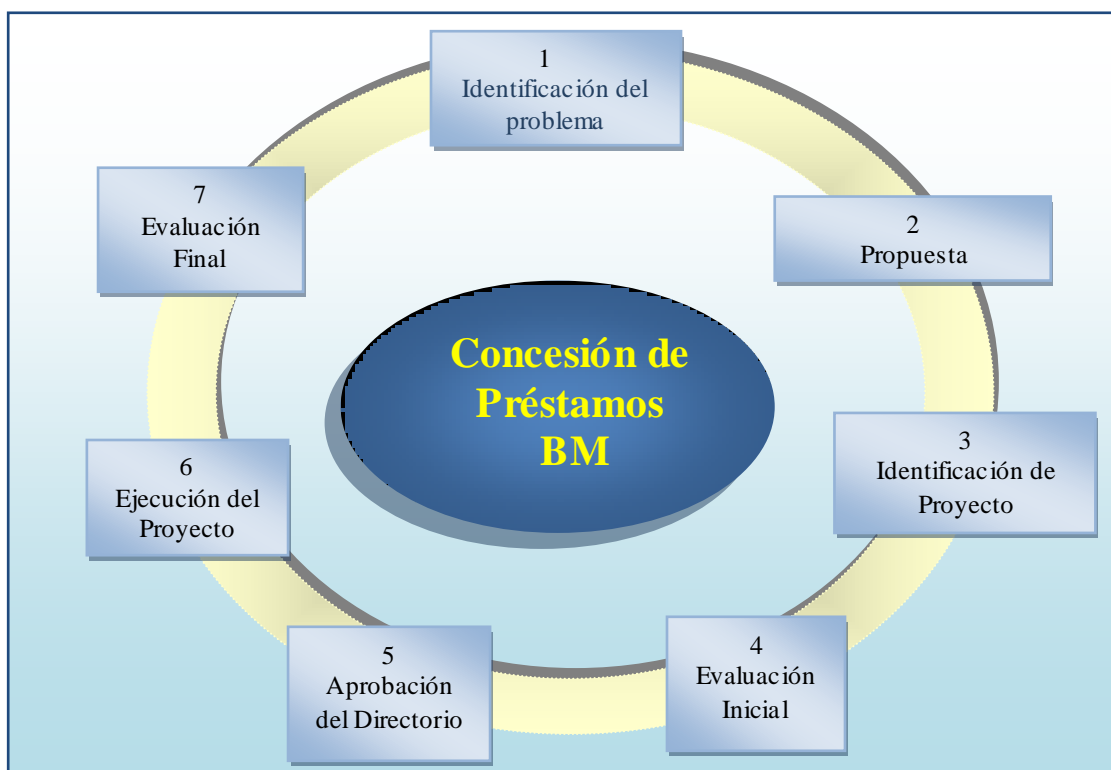 1
Identificación del
problema
2
Propuesta
3
Identificación de
Proyecto
4
Evaluación
Inicial
5
Aprobación
del Directorio
6
Ejecución del
Proyecto
7
Evaluación
Final
Concesión de
Préstamos
BM